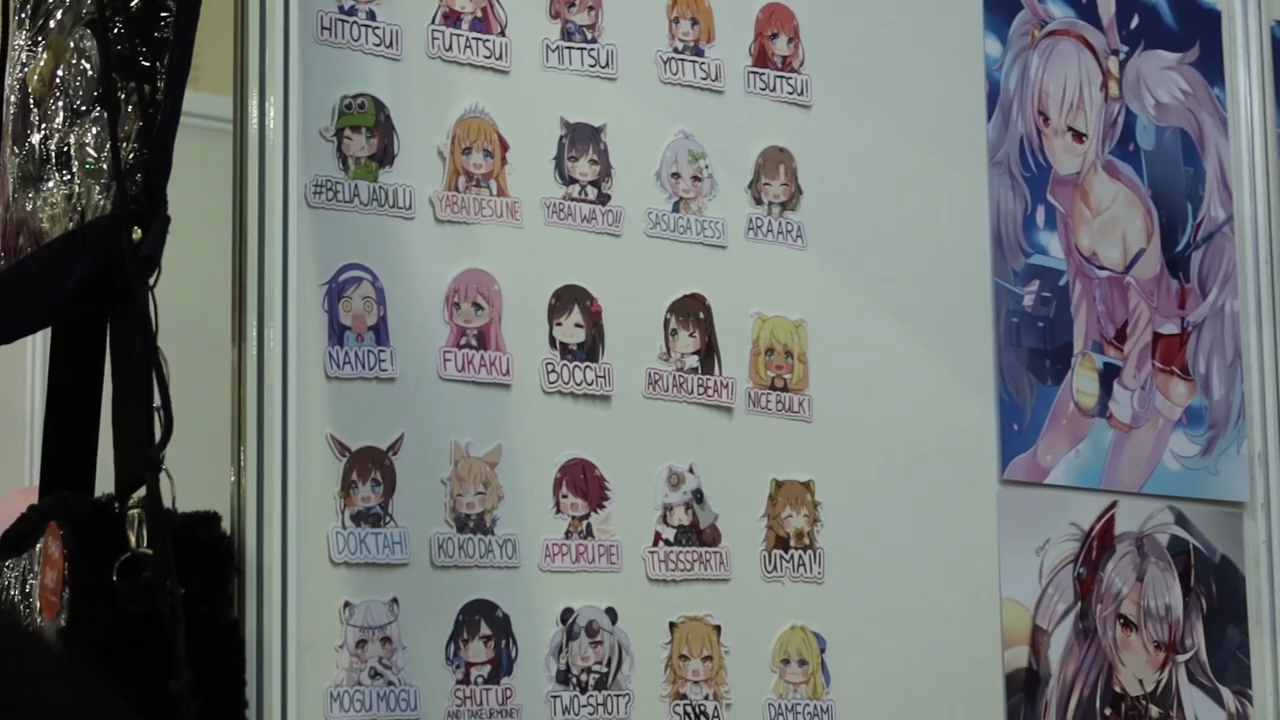 HITOTSU!
FUTATSU!
MITTSU!
YOTTSU!
ITSUTSU!
#BELIAJADULU
YABAI DESU NE
YABAI WA YO!!
SASUGA DESS!
ARA ARA
NANDE!
FUKAKU
BOCCHI
ARU ARU BEAM!
NICE BULK!
DOKTAH!
KO KO DA YO!
APPURU PIE!
THISISSPARTA!
UMAI!
MOGU MOGU
SHUT UP
AND I TAKE UR MONEY
TWO-SHOT?
DAMEGAMI